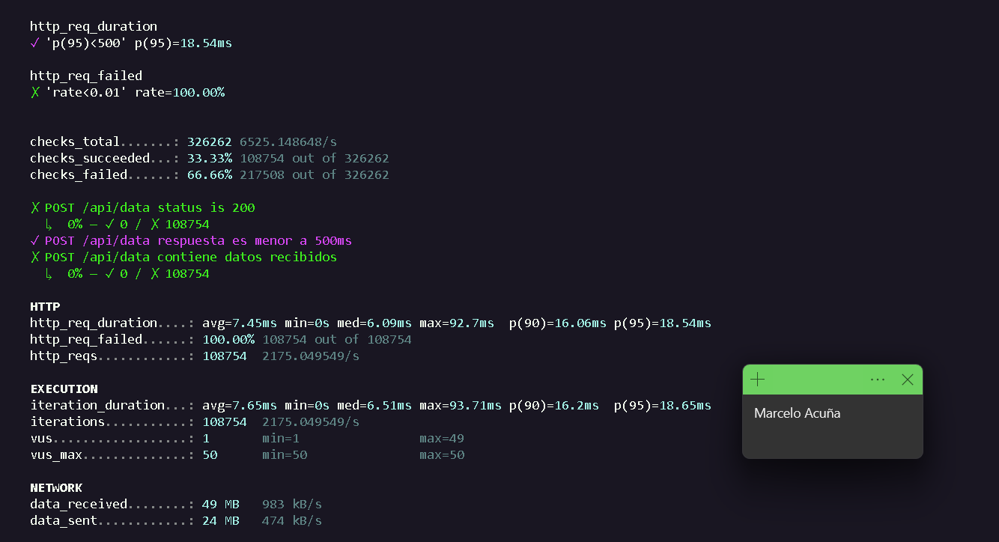 http_req_duration
✓ 'p(95)<500' p(95)=18.54ms
http_req_failed
✗ 'rate<0.01' rate=100.00%
checks_total.......: 326262 6525.148648/s
checks_succeeded...: 33.33% 108754 out of 326262
checks_failed......: 66.66% 217508 out of 326262
✗ POST /api/data status is 200
↳ 0% — ✓ 0 / ✗ 108754
✓ POST /api/data respuesta es menor a 500ms
✗ POST /api/data contiene datos recibidos
↳ 0% — ✓ 0 / ✗ 108754
HTTP
http_req_duration....: avg=7.45ms min=0s med=6.09ms max=92.7ms p(90)=16.06ms p(95)=18.54ms
http_req_failed......: 100.00% 108754 out of 108754
http_reqs............: 108754 2175.049549/s
EXECUTION
iteration_duration...: avg=7.65ms min=0s med=6.51ms max=93.71ms p(90)=16.2ms p(95)=18.65ms
iterations...........: 108754 2175.049549/s
vus..................: 1 min=1 max=49
vus_max..............: 50 min=50 max=50
NETWORK
data_received........: 49 MB 983 kB/s
data_sent............: 24 MB 474 kB/s
Marcelo Acuña